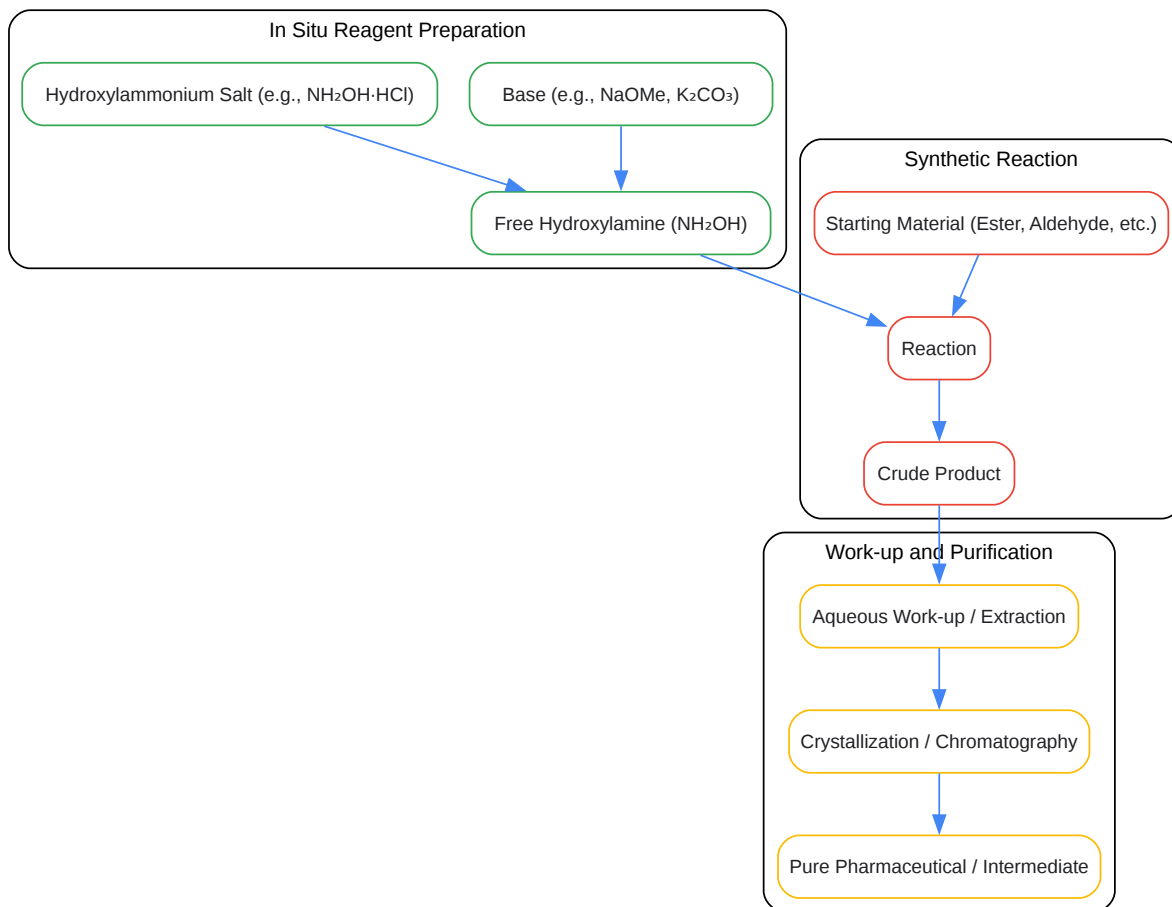 In Situ Reagent Preparation
Hydroxylammonium Salt (e.g., NH₂OH·HCl)
Base (e.g., NaOMe, K₂CO₃)
Free Hydroxylamine (NH₂OH)
Synthetic Reaction
Starting Material (Ester, Aldehyde, etc.)
Reaction
Crude Product
Work-up and Purification
Aqueous Work-up / Extraction
Crystallization / Chromatography
Pure Pharmaceutical / Intermediate